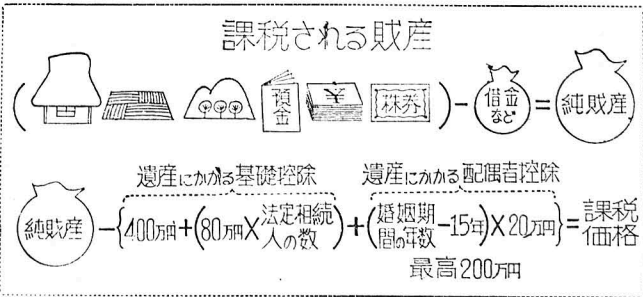 課税される財産
( 預金 株券 ) − 借金など = 純財産
遺産にかかる基礎控除 遺産にかかる配偶者控除
純財産 − {400万円 + (80万円 × 法定相続人の数) + (婚姻期間の年数 − 15年) × 20万円} = 課税価格
最高200万円